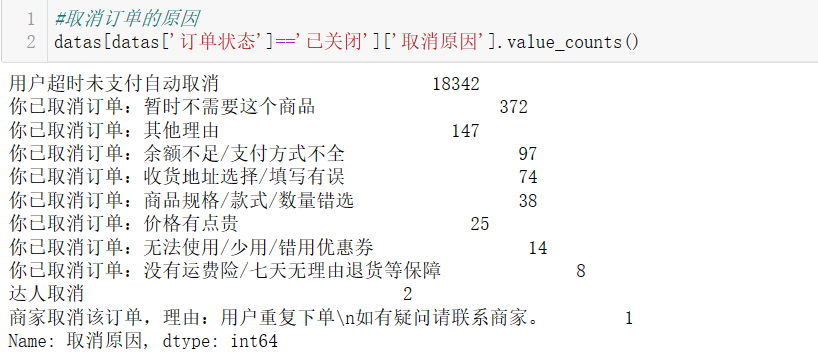 1 #取消订单的原因
2 datas[datas['订单状态']=='已关闭']['取消原因'].value_counts()
用户超时未支付自动取消 18342
你已取消订单：暂时不需要这个商品 372
你已取消订单：其他理由 147
你已取消订单：余额不足/支付方式不全 97
你已取消订单：收货地址选择/填写有误 74
你已取消订单：商品规格/款式/数量错选 38
你已取消订单：价格有点贵 25
你已取消订单：无法使用/少用/错用优惠券 14
你已取消订单：没有运费险/七天无理由退货等保障 8
达人取消 2
商家取消该订单，理由：用户重复下单\n如有疑问请联系商家。 1
Name: 取消原因, dtype: int64